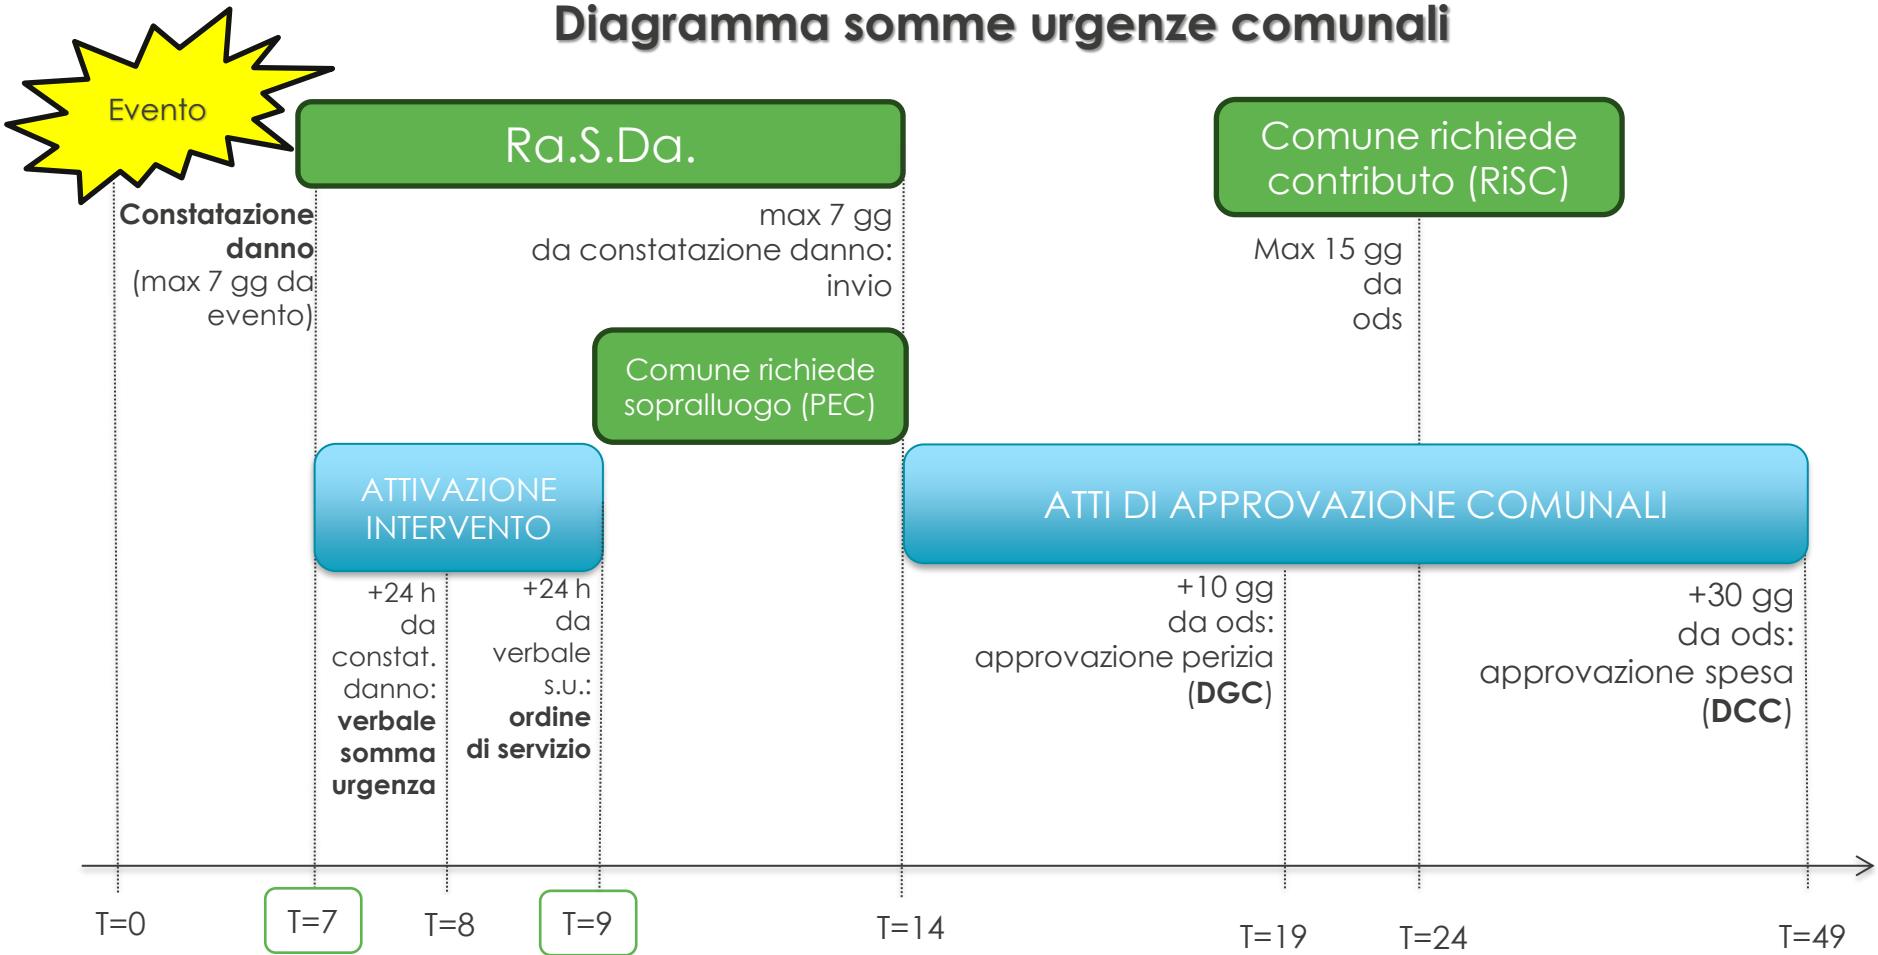 Diagramma somme urgenze comunali
Evento
Ra.S.Da.
Comune richiede
contributo (RiSC)
Constatazione
danno
(max 7 gg da
evento)
max 7 gg
da constatazione danno:
invio
Max 15 gg
da
ods
Comune richiede
sopralluogo (PEC)
ATTIVAZIONE
INTERVENTO
ATTI DI APPROVAZIONE COMUNALI
+24 h
da
constat.
danno:
verbale
somma
urgenza
+24 h
da
verbale
s.u.:
ordine
di servizio
+10 gg
da ods:
approvazione perizia
(DGC)
+30 gg
da ods:
approvazione spesa
(DCC)
T=0
T=7
T=8
T=9
T=14
T=19
T=24
T=49